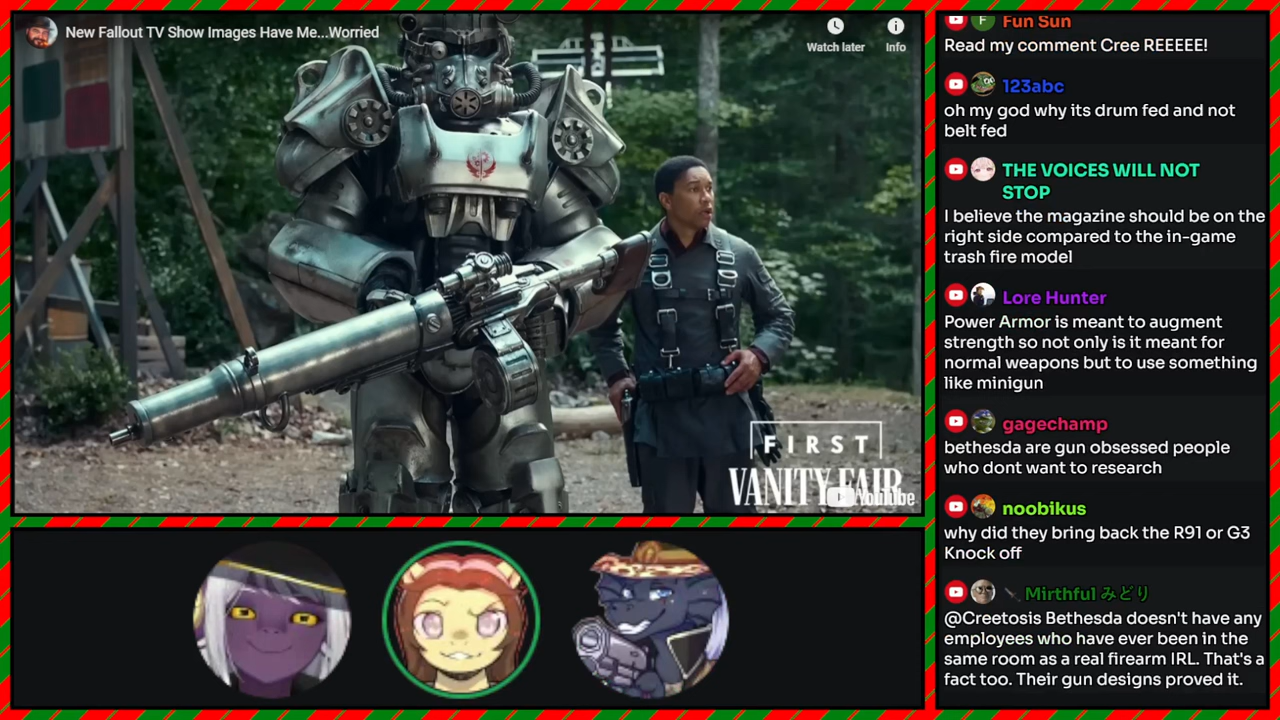 New Fallout TV Show Images Have Me...Worried
Watch later
Info
FIRST
VANITY FAIR
YouTube
F
Fun Sun
Read my comment Cree REEEEE!
123abc
oh my god why its drum fed and not
belt fed
THE VOICES WILL NOT
STOP
I believe the magazine should be on the
right side compared to the in-game
trash fire model
Lore Hunter
Power Armor is meant to augment
strength so not only is it meant for
normal weapons but to use something
like minigun
gagechamp
bethesda are gun obsessed people
who dont want to research
noobikus
why did they bring back the R91 or G3
Knock off
Mirthful みどり
@Creetosis Bethesda doesn't have any
employees who have ever been in the
same room as a real firearm IRL. That's a
fact too. Their gun designs proved it.